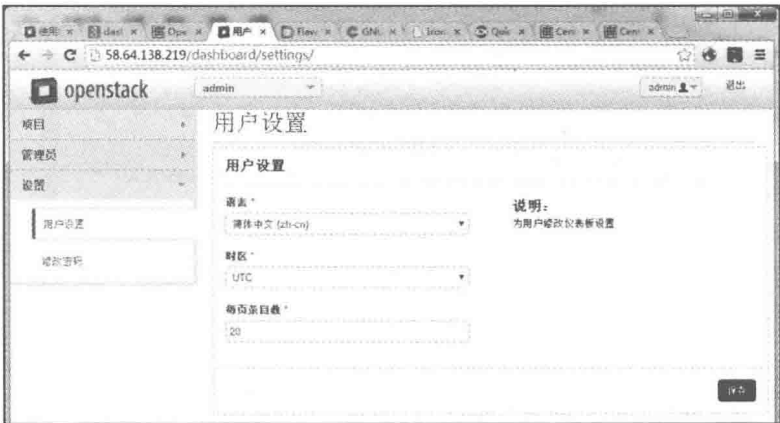 58.64.138.219/dashboard/settings/
openstack
admin
admin
退出
项目
管理员
设置
用户设置
修改密码
用户设置
用户设置
语言 *
简体中文 (zh-cn)
时区 *
UTC
每页条目数 *
20
说明：
为用户修改仪表板设置
保存